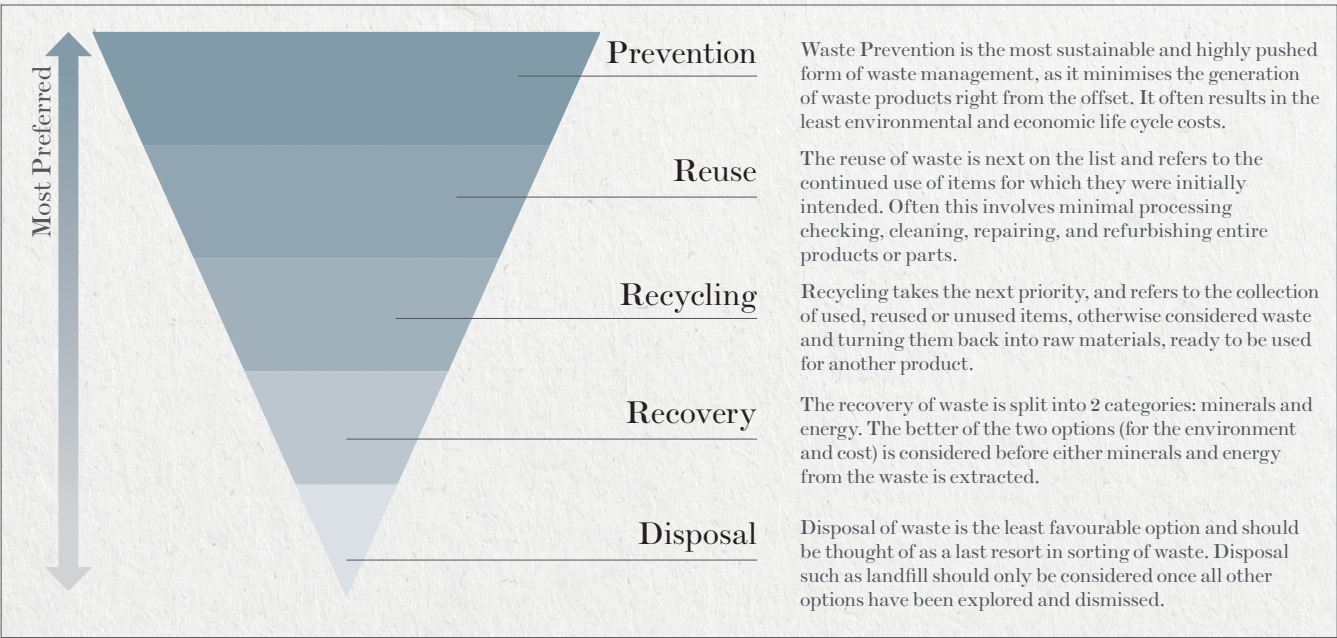 Most Preferred
Prevention
Waste Prevention is the most sustainable and highly pushed
form of waste management, as it minimises the generation
of waste products right from the offset. It often results in the
least environmental and economic life cycle costs.
Reuse
The reuse of waste is next on the list and refers to the
continued use of items for which they were initially
intended. Often this involves minimal processing
checking, cleaning, repairing, and refurbishing entire
products or parts.
Recycling
Recycling takes the next priority, and refers to the collection
of used, reused or unused items, otherwise considered waste
and turning them back into raw materials, ready to be used
for another product.
Recovery
The recovery of waste is split into 2 categories: minerals and
energy. The better of the two options (for the environment
and cost) is considered before either minerals and energy
from the waste is extracted.
Disposal
Disposal of waste is the least favourable option and should
be thought of as a last resort in sorting of waste. Disposal
such as landfill should only be considered once all other
options have been explored and dismissed.